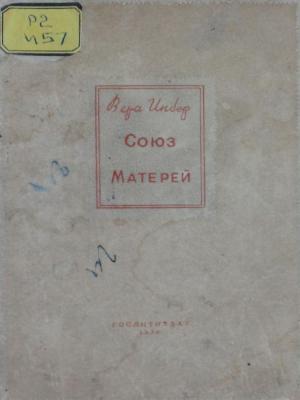 Р2
И57
Вера Инбер
Союз
Матерей
ГОСЛИТИЗДАТ